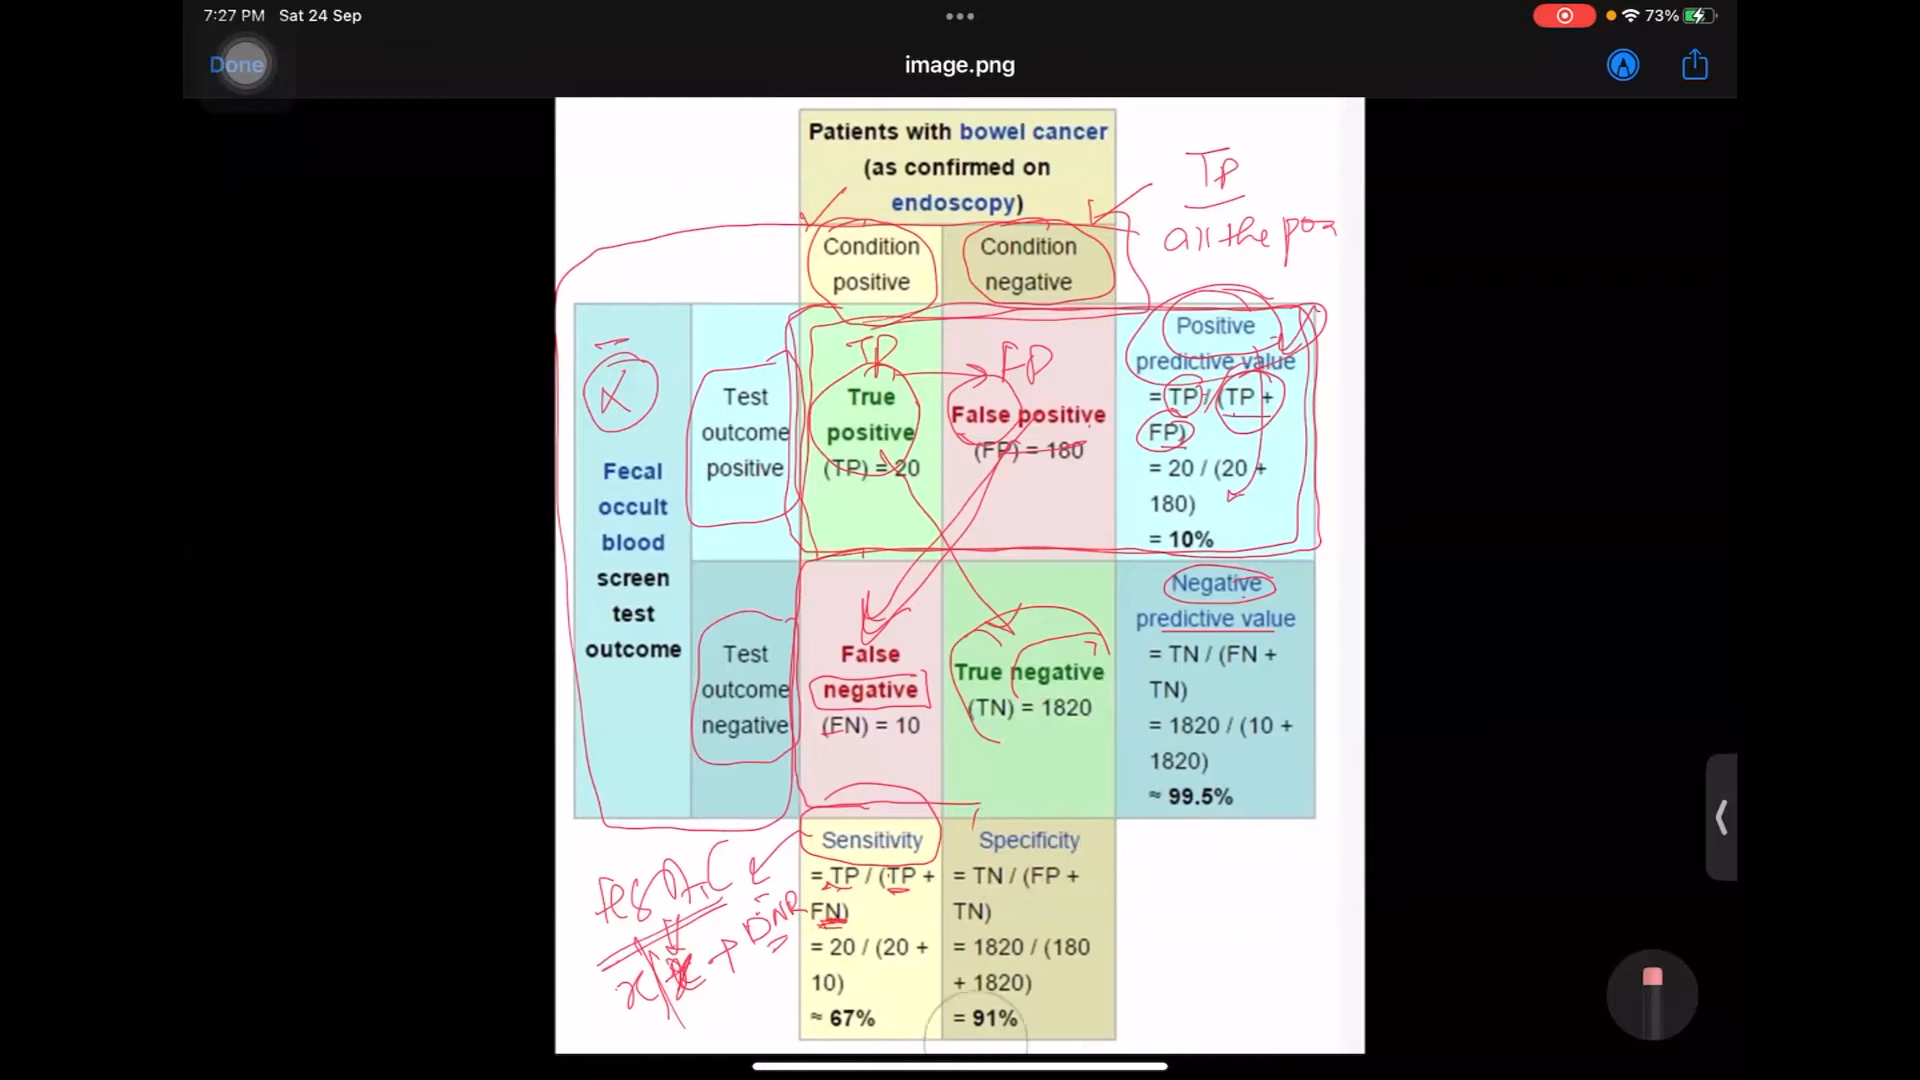 7:27 PM Sat 24 Sep
73%
Done
image.png
Patients with bowel cancer
(as confirmed on
endoscopy)
TP
all the pos
Condition
positive
Condition
negative
Fecal
occult
blood
screen
test
outcome
Test
outcome
positive
TP
True
positive
(TP) = 20
FP
False positive
(FP) = 180
Positive
predictive value
= TP / (TP +
FP)
= 20 / (20 +
180)
= 10%
Test
outcome
negative
False
negative
(FN) = 10
True negative
(TN) = 1820
Negative
predictive value
= TN / (FN +
TN)
= 1820 / (10 +
1820)
≈ 99.5%
Sensitivity
= TP / (TP +
FN)
= 20 / (20 +
10)
≈ 67%
Specificity
= TN / (FP +
TN)
= 1820 / (180
+ 1820)
= 91%